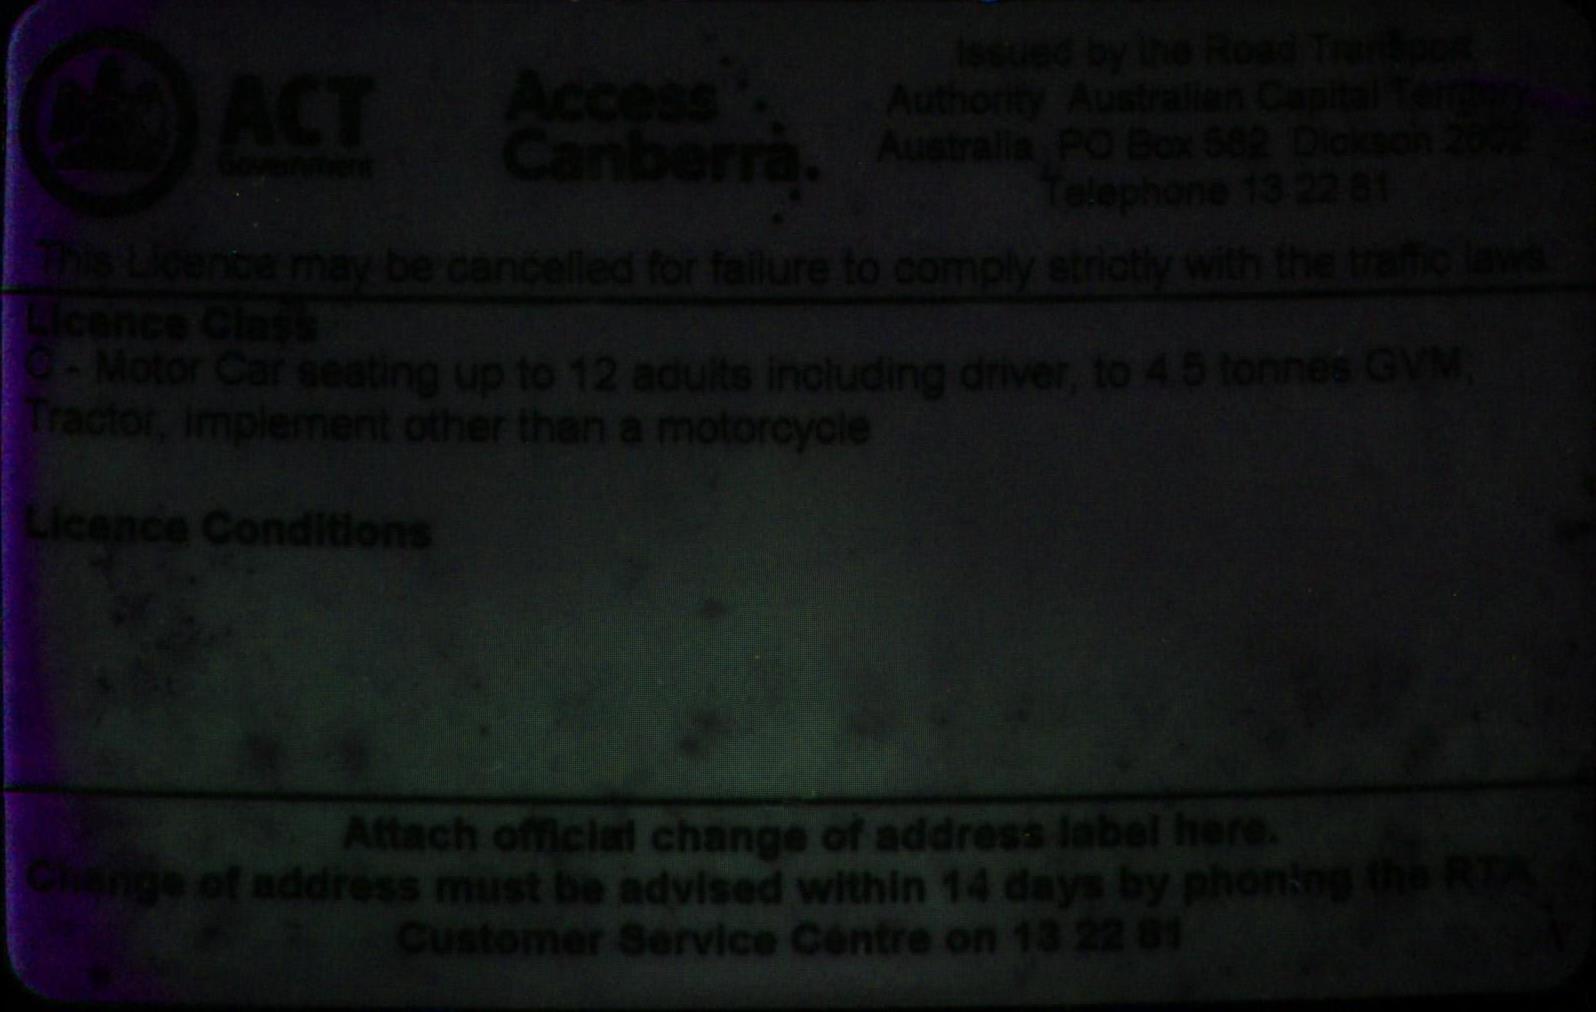 ACT
Government
Access
Canberra.
Issued by the Road Transport
Authority Australian Capital Territory,
Australia PO Box 582 Dickson 2602
Telephone 13 22 81
This Licence may be cancelled for failure to comply strictly with the traffic laws
Licence Class
C - Motor Car seating up to 12 adults including driver, to 4.5 tonnes GVM,
Tractor, implement other than a motorcycle
Licence Conditions
Attach official change of address label here.
Change of address must be advised within 14 days by phoning the RTA
Customer Service Centre on 13 22 81